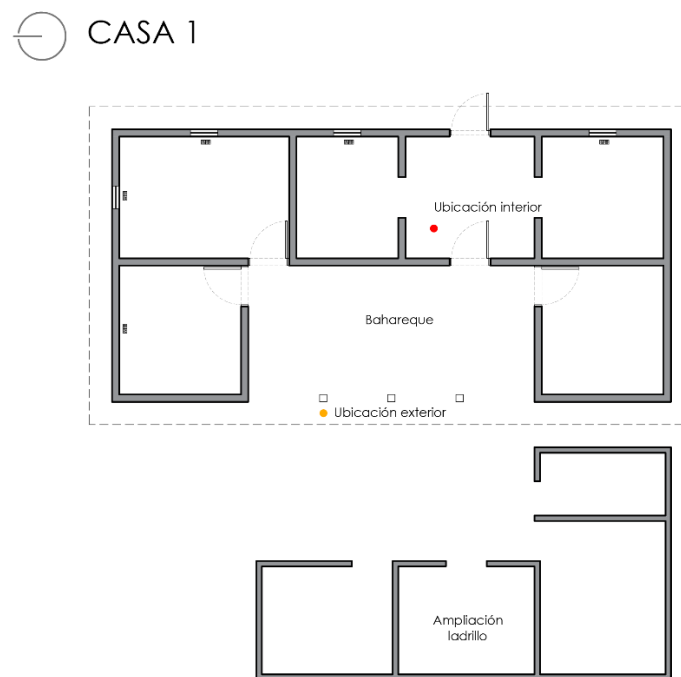 CASA 1
Ubicación interior
Bahareque
Ubicación exterior
Ampliación
ladrillo